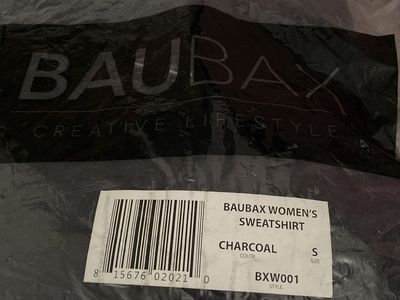 BAUBAX
CREATIVE LIFESTYLE
BAUBAX WOMEN'S
SWEATSHIRT
CHARCOAL S
COLOR SIZE
BXW001
STYLE
8 15676 02021 0